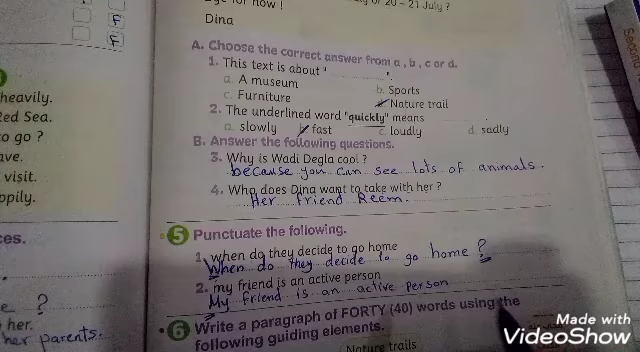 for now !
20 – 21 July ?
Dina
F
F
A. Choose the correct answer from a , b , c or d.
1. This text is about " ".
a. A museum
b. Sports
c. Furniture
d. Nature trail
2. The underlined word "quickly" means
a. slowly
b. fast
c. loudly
d. sadly
B. Answer the following questions.
3. Why is Wadi Degla cool ?
because you can see lots of animals.
4. Who does Dina want to take with her ?
Her friend Reem.
heavily.
Red Sea.
to go ?
visit.
5 Punctuate the following.
1. when do they decide to go home
When do they decide to go home ?
2. my friend is an active person
My friend is an active person
her.
her parents.
6 Write a paragraph of FORTY (40) words using the
following guiding elements.
Nature trails
Made with
VideoShow